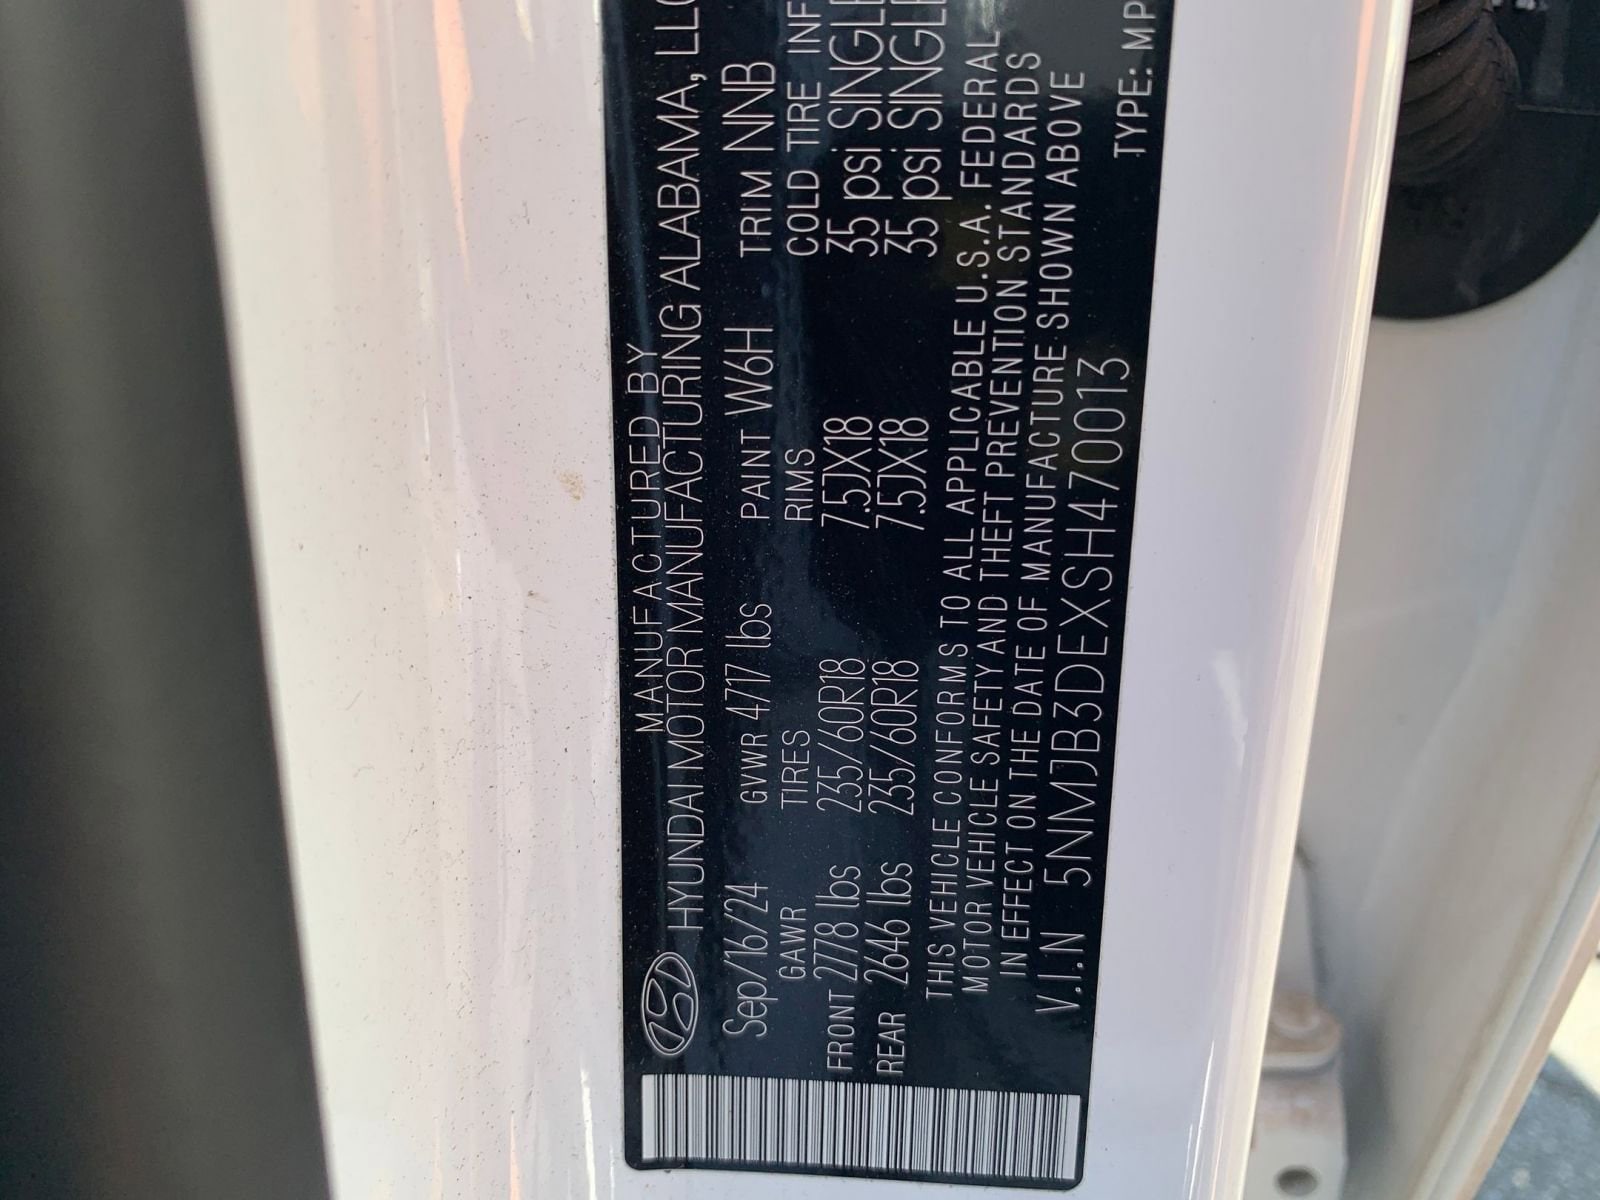 MANUFACTURED BY
HYUNDAI MOTOR MANUFACTURING ALABAMA, LLC
Sep/16/24 GVWR 4717 lbs PAINT W6H TRIM NNB
GAWR TIRES RIMS COLD TIRE INF
FRONT 2778 lbs 235/60R18 7.5JX18 35 psi SINGLE
REAR 2646 lbs 235/60R18 7.5JX18 35 psi SINGLE
THIS VEHICLE CONFORMS TO ALL APPLICABLE U.S.A. FEDERAL
MOTOR VEHICLE SAFETY AND THEFT PREVENTION STANDARDS
IN EFFECT ON THE DATE OF MANUFACTURE SHOWN ABOVE
V.I.N 5NMJB3DEXSH470013 TYPE: MP